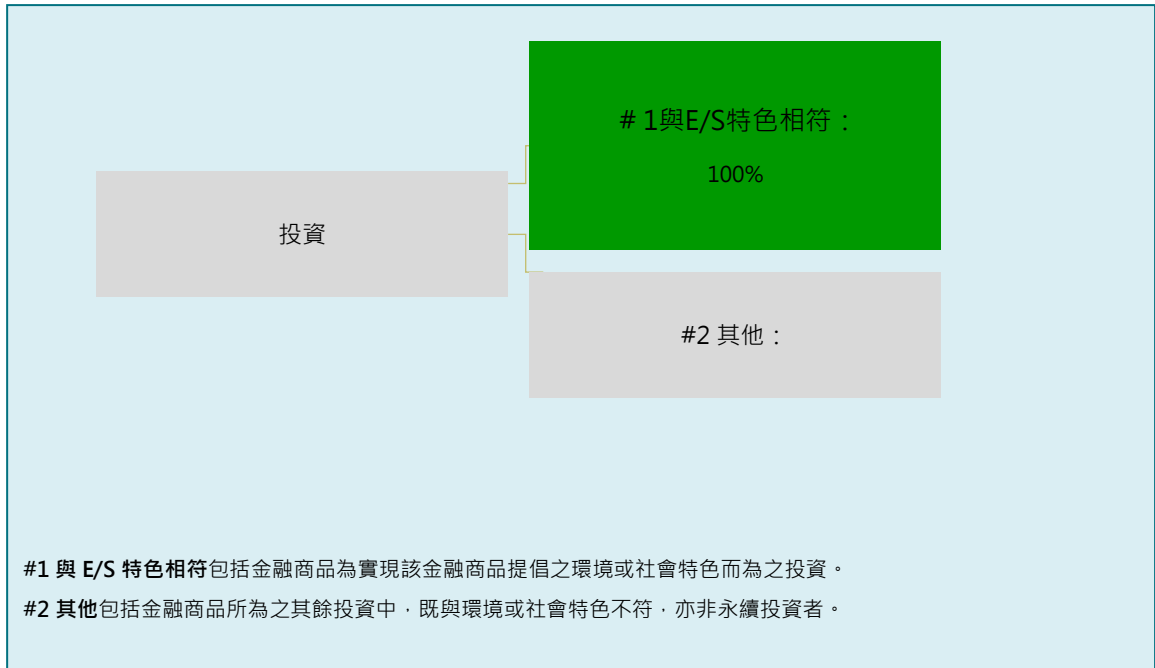 # 1與E/S特色相符：
100%
投資
#2 其他：
#1 與 E/S 特色相符包括金融商品為實現該金融商品提倡之環境或社會特色而為之投資。
#2 其他包括金融商品所為之其餘投資中，既與環境或社會特色不符，亦非永續投資者。